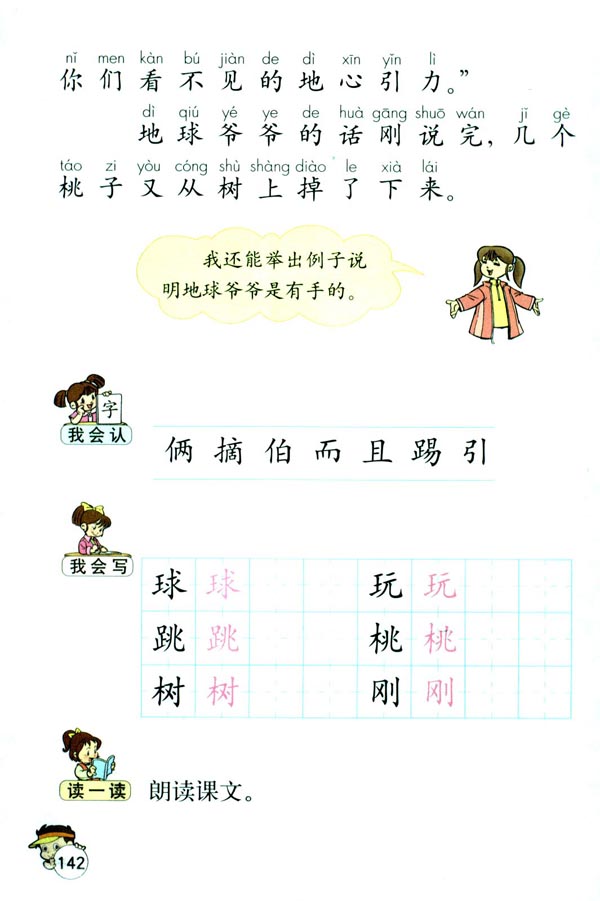 nǐ men kàn bú jiàn de dì xīn yǐn lì
你们看不见的地心引力。”
dì qiú yé ye de huà gāng shuō wán jǐ gè
地球爷爷的话刚说完，几个
táo zi yòu cóng shù shàng diào le xià lái
桃子又从树上掉了下来。
我还能举出例子说
明地球爷爷是有手的。
字
我会认
俩 摘 伯 而 且 踢 引
我会写
球 球 玩 玩
跳 跳 桃 桃
树 树 刚 刚
读一读 朗读课文。
142